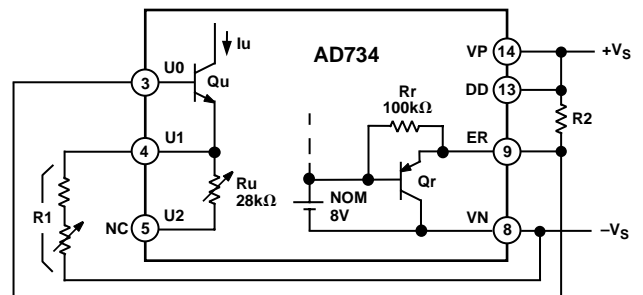 Iu
AD734
3
U0
Qu
VP
14
+VS
DD
13
Rr
100kΩ
R2
4
U1
ER
9
R1
Ru
28kΩ
NOM
8V
Qr
NC
5
U2
VN
8
–VS